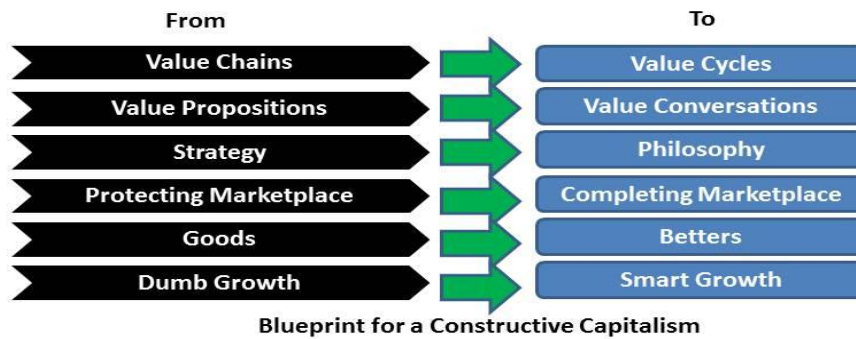 From To
Value Chains Value Cycles
Value Propositions Value Conversations
Strategy Philosophy
Protecting Marketplace Completing Marketplace
Goods Betters
Dumb Growth Smart Growth
Blueprint for a Constructive Capitalism